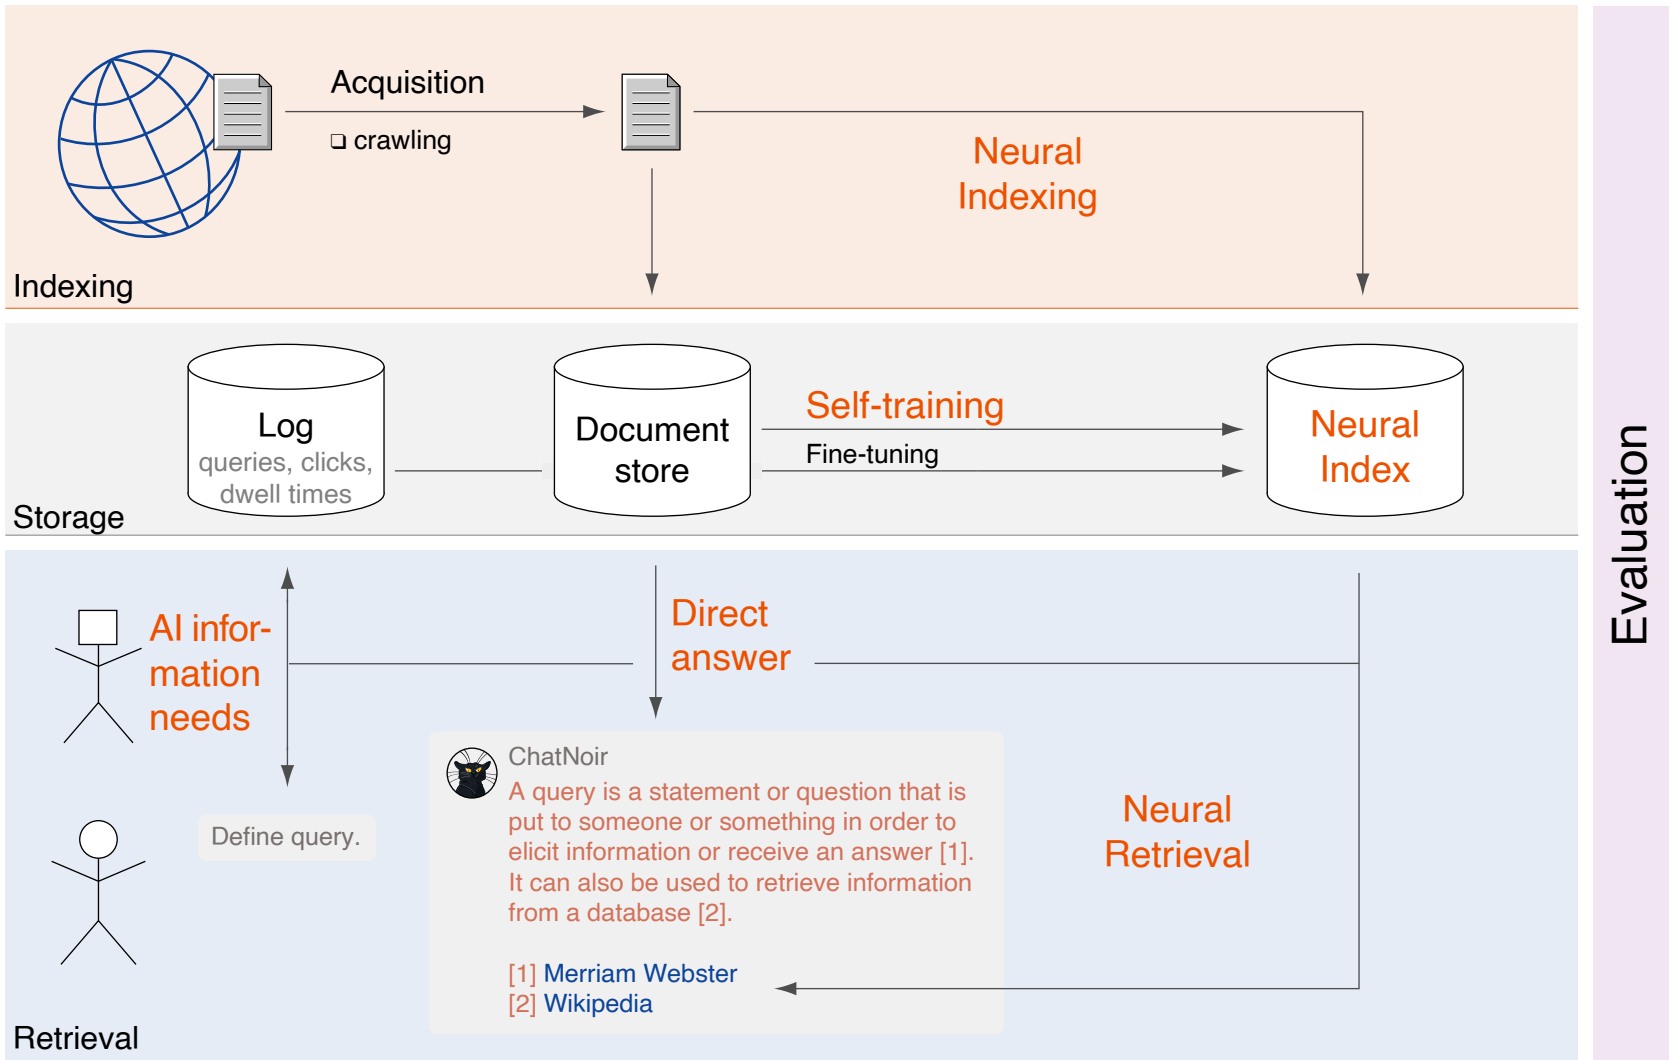 Acquisition
❏ crawling
Neural
Indexing
Indexing
Log
queries, clicks,
dwell times
Document
store
Self-training
Fine-tuning
Neural
Index
Storage
AI infor-
mation
needs
Direct
answer
Define query.
ChatNoir
A query is a statement or question that is
put to someone or something in order to
elicit information or receive an answer [1].
It can also be used to retrieve information
from a database [2].
[1] Merriam Webster
[2] Wikipedia
Neural
Retrieval
Retrieval
Evaluation